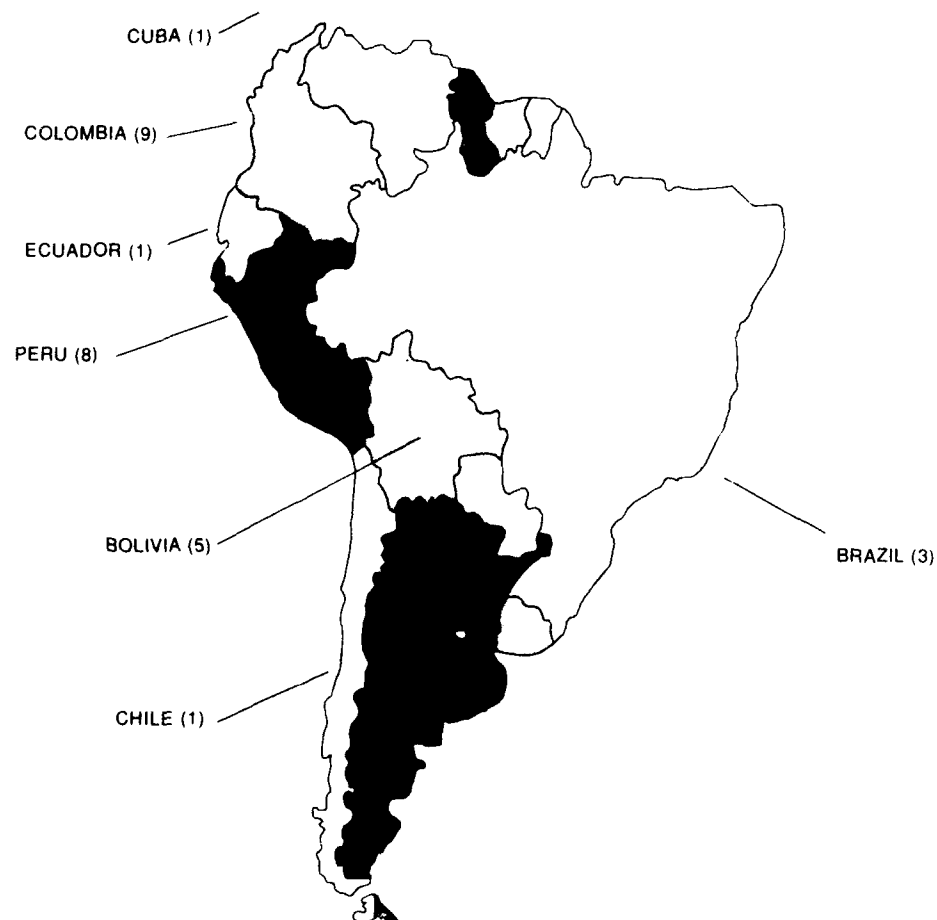 CUBA (1)
COLOMBIA (9)
ECUADOR (1)
PERU (8)
BOLIVIA (5)
BRAZIL (3)
CHILE (1)